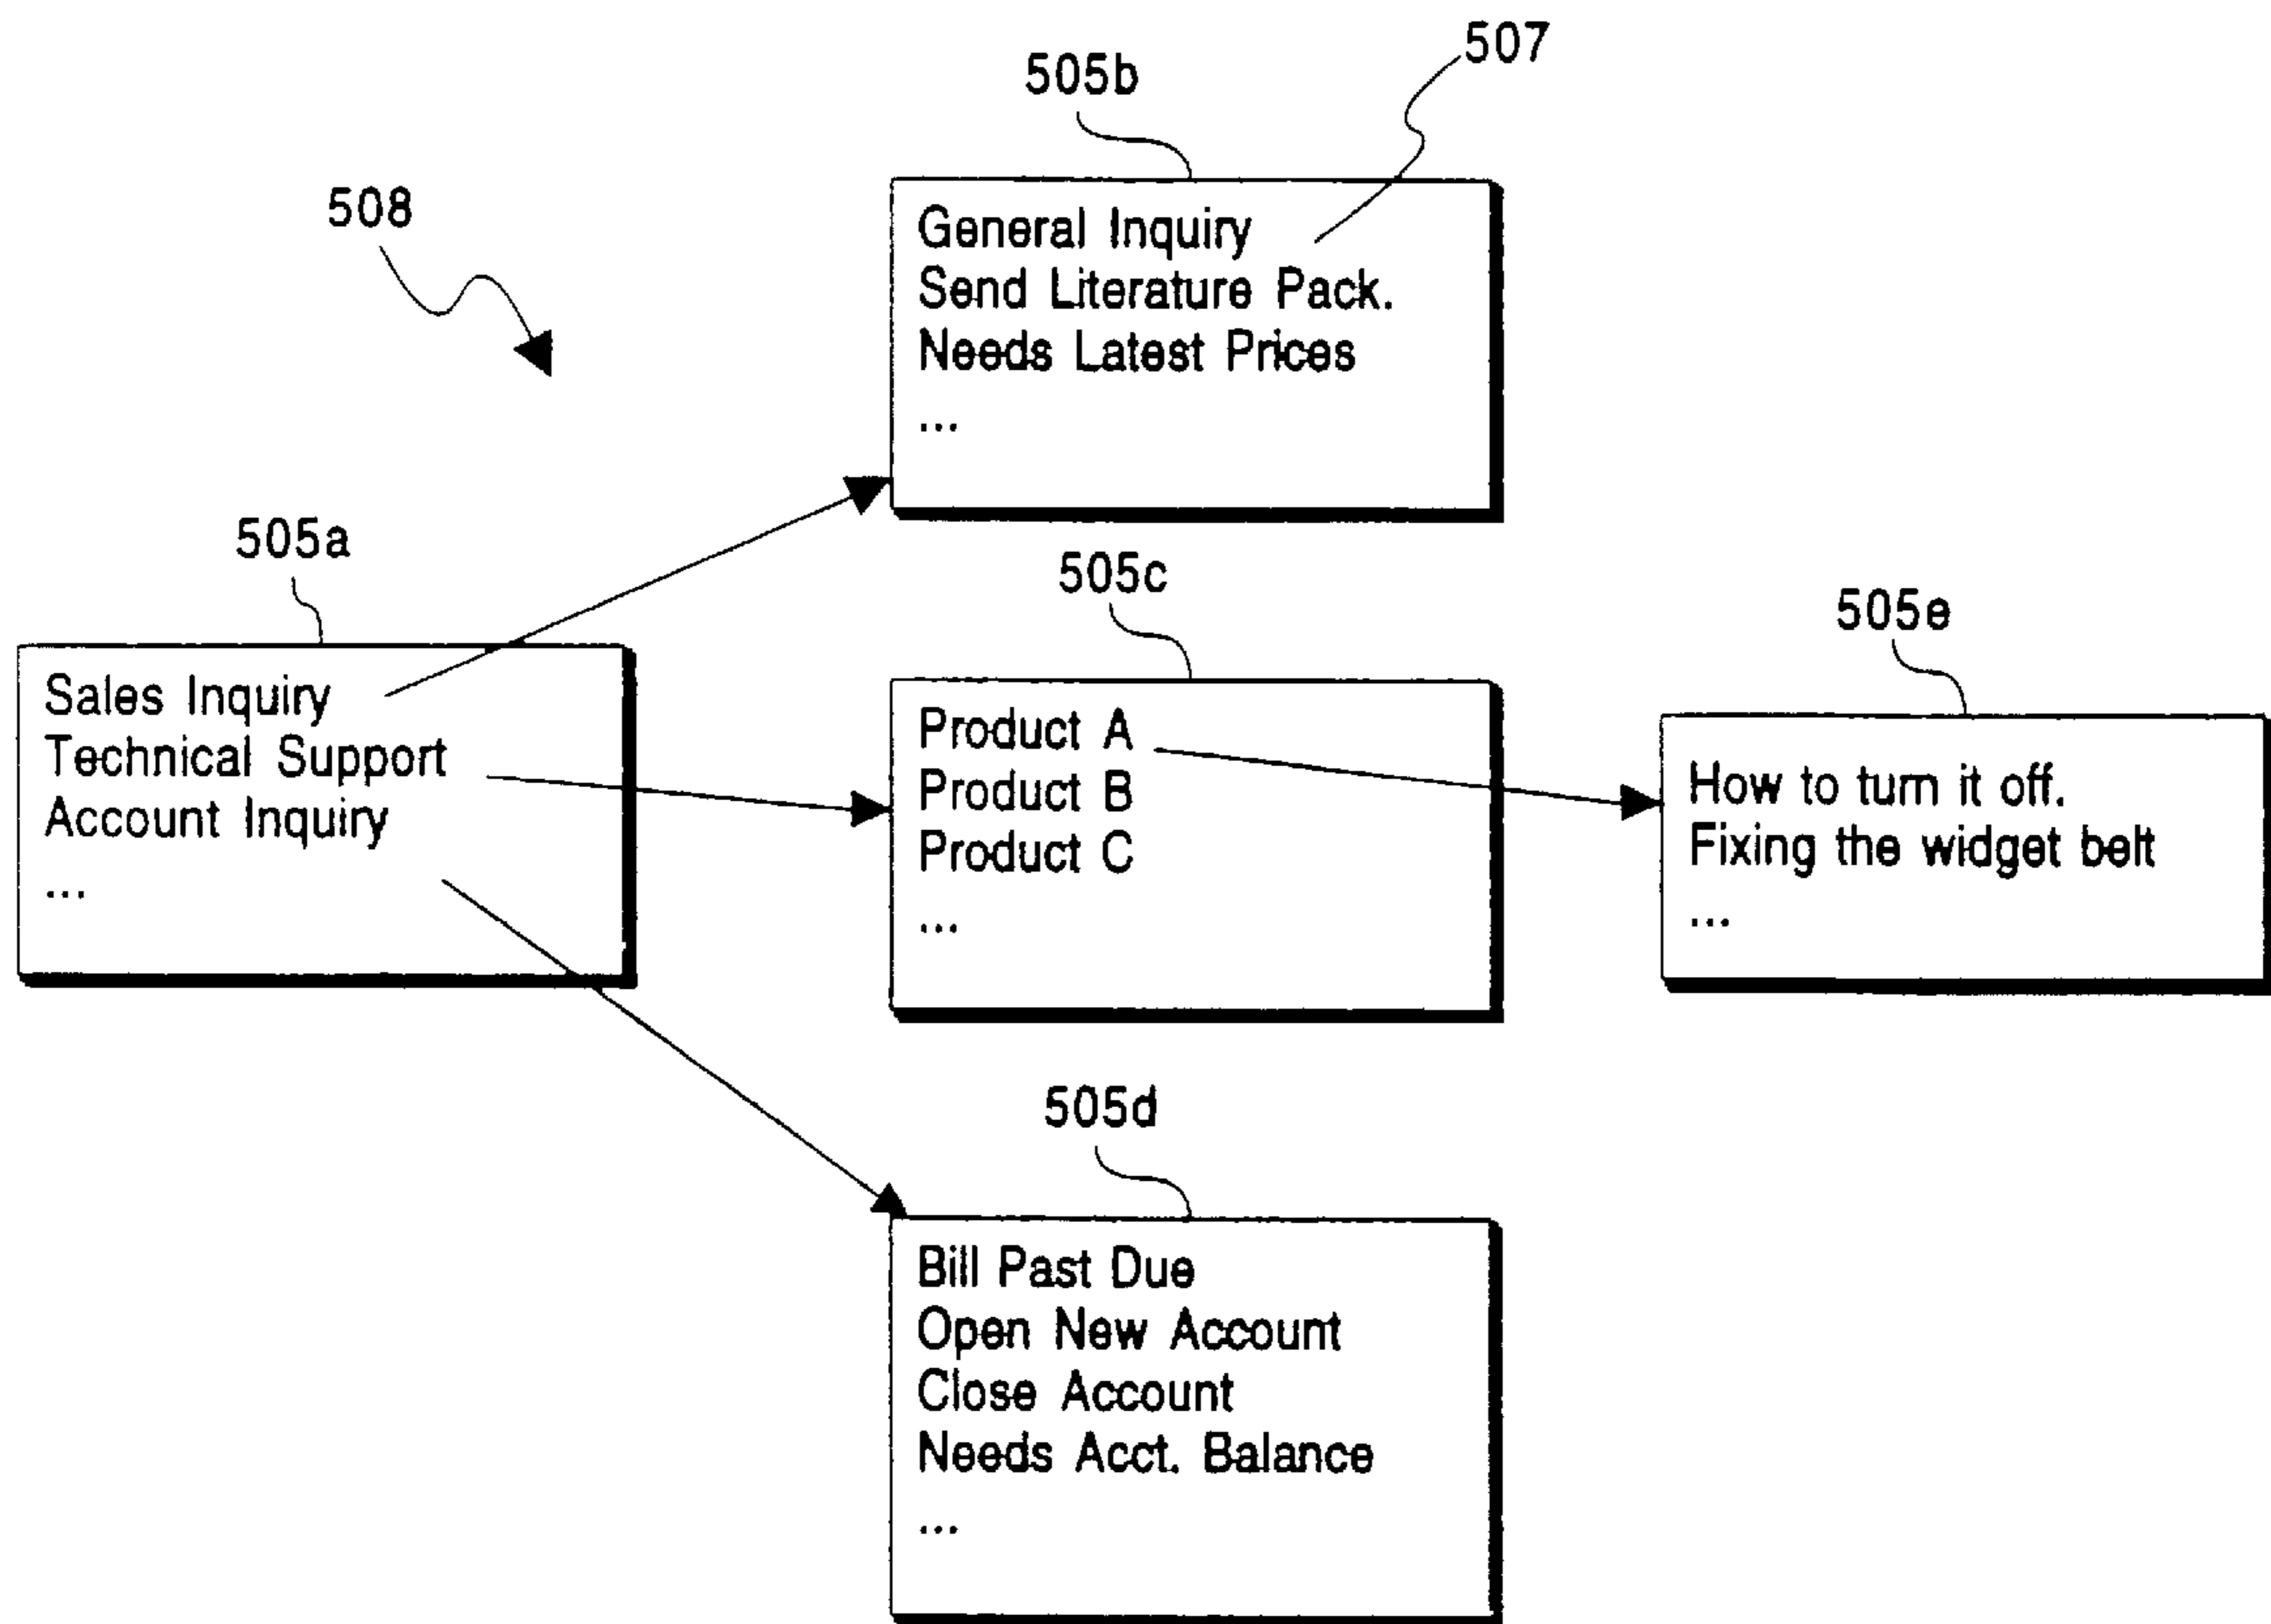 507
505b
508
General Inquiry
Send Literature Pack.
Needs Latest Prices
...
505a
505c
505e
Sales Inquiry
Technical Support
Account Inquiry
...
Product A
Product B
Product C
...
How to turn it off.
Fixing the widget belt
...
505d
Bill Past Due
Open New Account
Close Account
Needs Acct. Balance
...